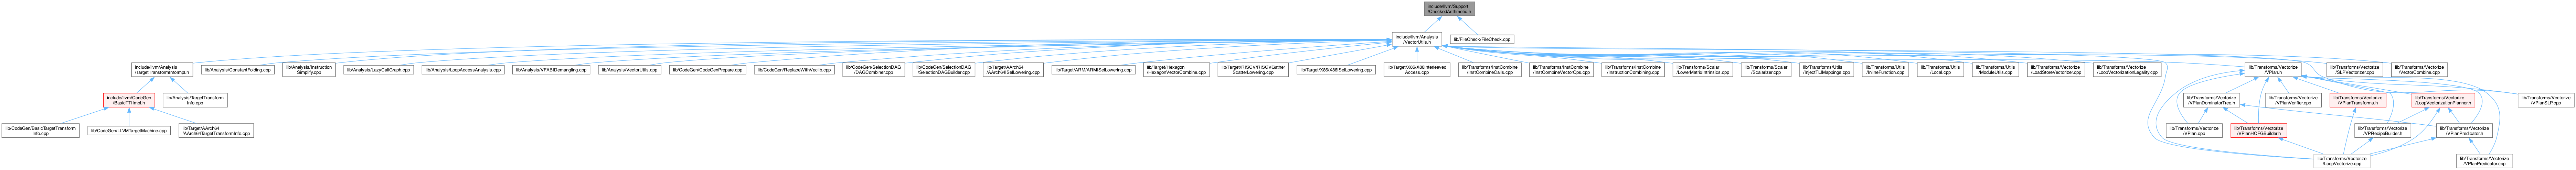 include/llvm/Support
/CheckedArithmetic.h
include/llvm/Analysis
/VectorUtils.h
lib/FileCheck/FileCheck.cpp
include/llvm/Analysis
/TargetTransformInfoImpl.h
lib/Analysis/ConstantFolding.cpp
lib/Analysis/Instruction
Simplify.cpp
lib/Analysis/LazyCallGraph.cpp
lib/Analysis/LoopAccessAnalysis.cpp
lib/Analysis/VFABIDemangling.cpp
lib/Analysis/VectorUtils.cpp
lib/CodeGen/CodeGenPrepare.cpp
lib/CodeGen/ReplaceWithVeclib.cpp
lib/CodeGen/SelectionDAG
/DAGCombiner.cpp
lib/CodeGen/SelectionDAG
/SelectionDAGBuilder.cpp
lib/Target/AArch64
/AArch64ISelLowering.cpp
lib/Target/ARM/ARMISelLowering.cpp
lib/Target/Hexagon
/HexagonVectorCombine.cpp
lib/Target/RISCV/RISCVGather
ScatterLowering.cpp
lib/Target/X86/X86ISelLowering.cpp
lib/Target/X86/X86Interleaved
Access.cpp
lib/Transforms/InstCombine
/InstCombineCalls.cpp
lib/Transforms/InstCombine
/InstCombineVectorOps.cpp
lib/Transforms/InstCombine
/InstructionCombining.cpp
lib/Transforms/Scalar
/LowerMatrixIntrinsics.cpp
lib/Transforms/Scalar
/Scalarizer.cpp
lib/Transforms/Utils
/InjectTLIMappings.cpp
lib/Transforms/Utils
/InlineFunction.cpp
lib/Transforms/Utils
/Local.cpp
lib/Transforms/Utils
/ModuleUtils.cpp
lib/Transforms/Vectorize
/LoadStoreVectorizer.cpp
lib/Transforms/Vectorize
/LoopVectorizationLegality.cpp
lib/Transforms/Vectorize
/VPlan.h
lib/Transforms/Vectorize
/SLPVectorizer.cpp
lib/Transforms/Vectorize
/VectorCombine.cpp
include/llvm/CodeGen
/BasicTTIImpl.h
lib/Analysis/TargetTransform
Info.cpp
lib/Transforms/Vectorize
/VPlanDominatorTree.h
lib/Transforms/Vectorize
/VPlanVerifier.cpp
lib/Transforms/Vectorize
/VPlanTransforms.h
lib/Transforms/Vectorize
/LoopVectorizationPlanner.h
lib/Transforms/Vectorize
/VPlanSLP.cpp
lib/CodeGen/BasicTargetTransform
Info.cpp
lib/CodeGen/LLVMTargetMachine.cpp
lib/Target/AArch64
/AArch64TargetTransformInfo.cpp
lib/Transforms/Vectorize
/VPlan.cpp
lib/Transforms/Vectorize
/VPlanHCFGBuilder.h
lib/Transforms/Vectorize
/VPRecipeBuilder.h
lib/Transforms/Vectorize
/VPlanPredicator.h
lib/Transforms/Vectorize
/LoopVectorize.cpp
lib/Transforms/Vectorize
/VPlanPredicator.cpp